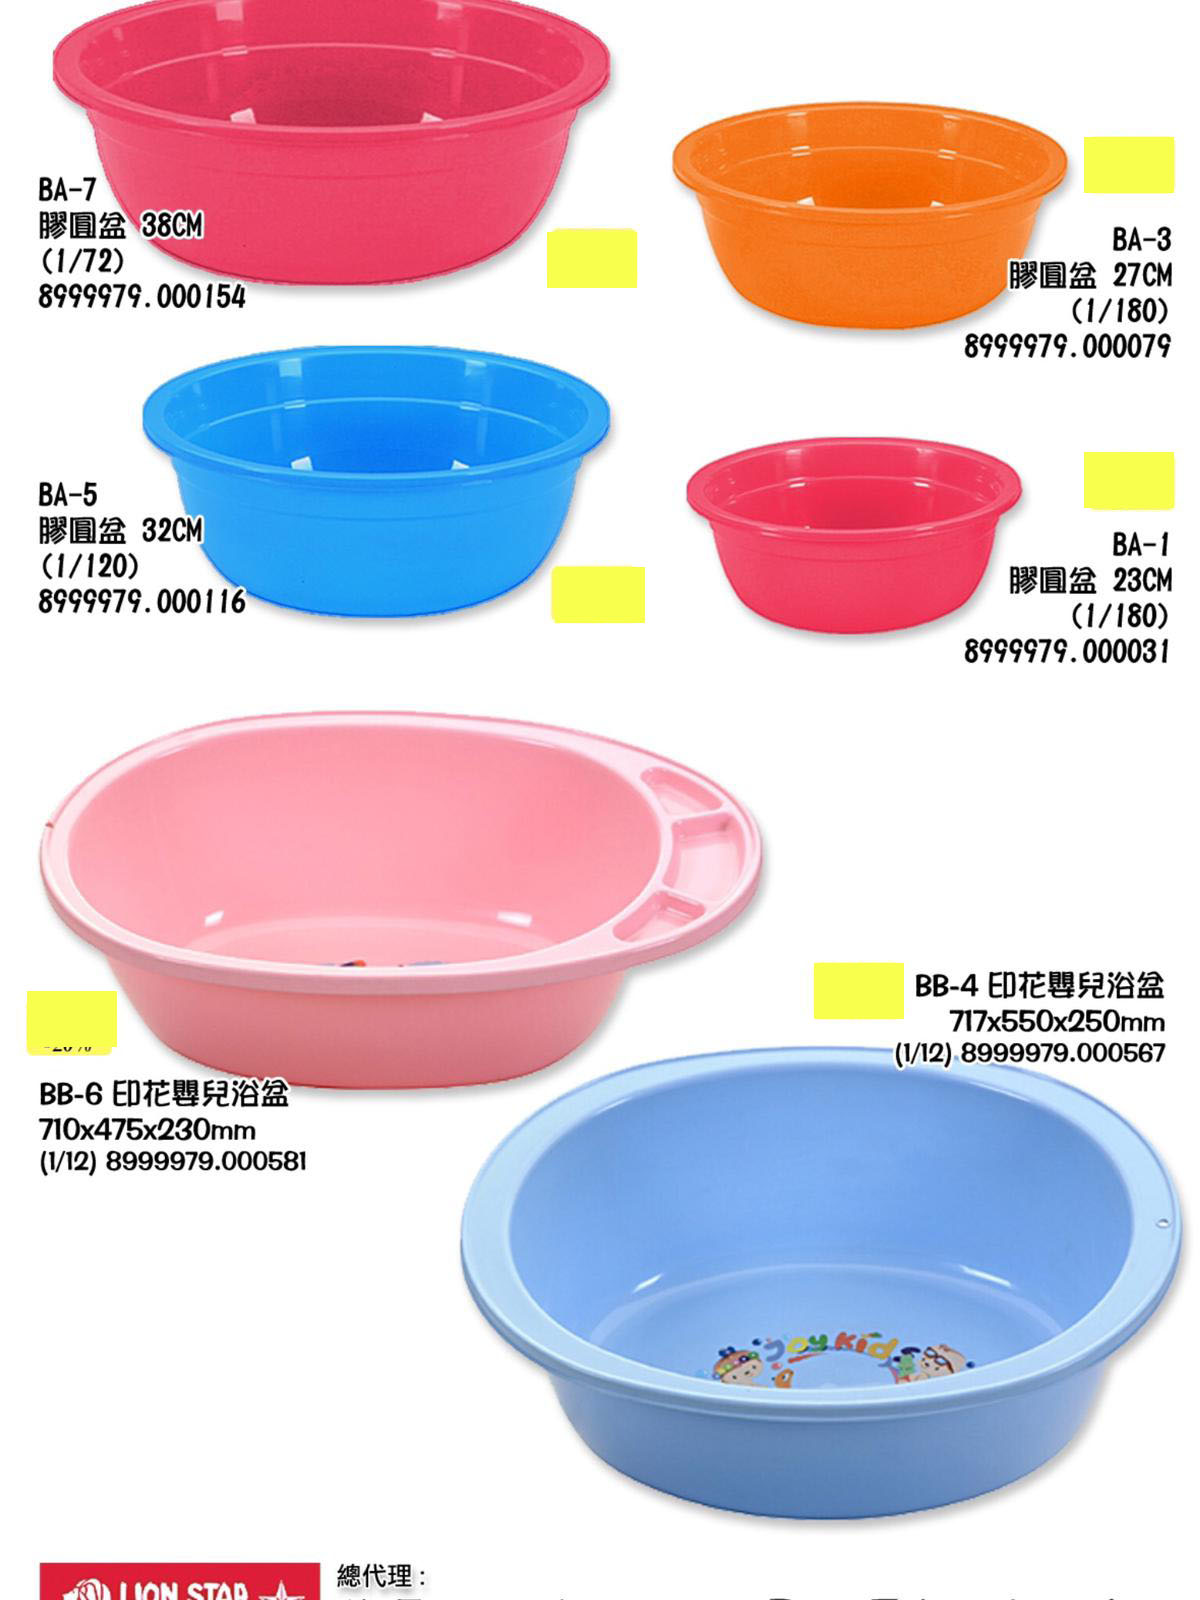 BA-7
膠圓盆 38CM
(1/72)
8999979.000154
BA-3
膠圓盆 27CM
(1/180)
8999979.000079
BA-5
膠圓盆 32CM
(1/120)
8999979.000116
BA-1
膠圓盆 23CM
(1/180)
8999979.000031
BB-4 印花嬰兒浴盆
717x550x250mm
(1/12) 8999979.000567
BB-6 印花嬰兒浴盆
710x475x230mm
(1/12) 8999979.000581
Joy Kid
LION STAR
總代理：